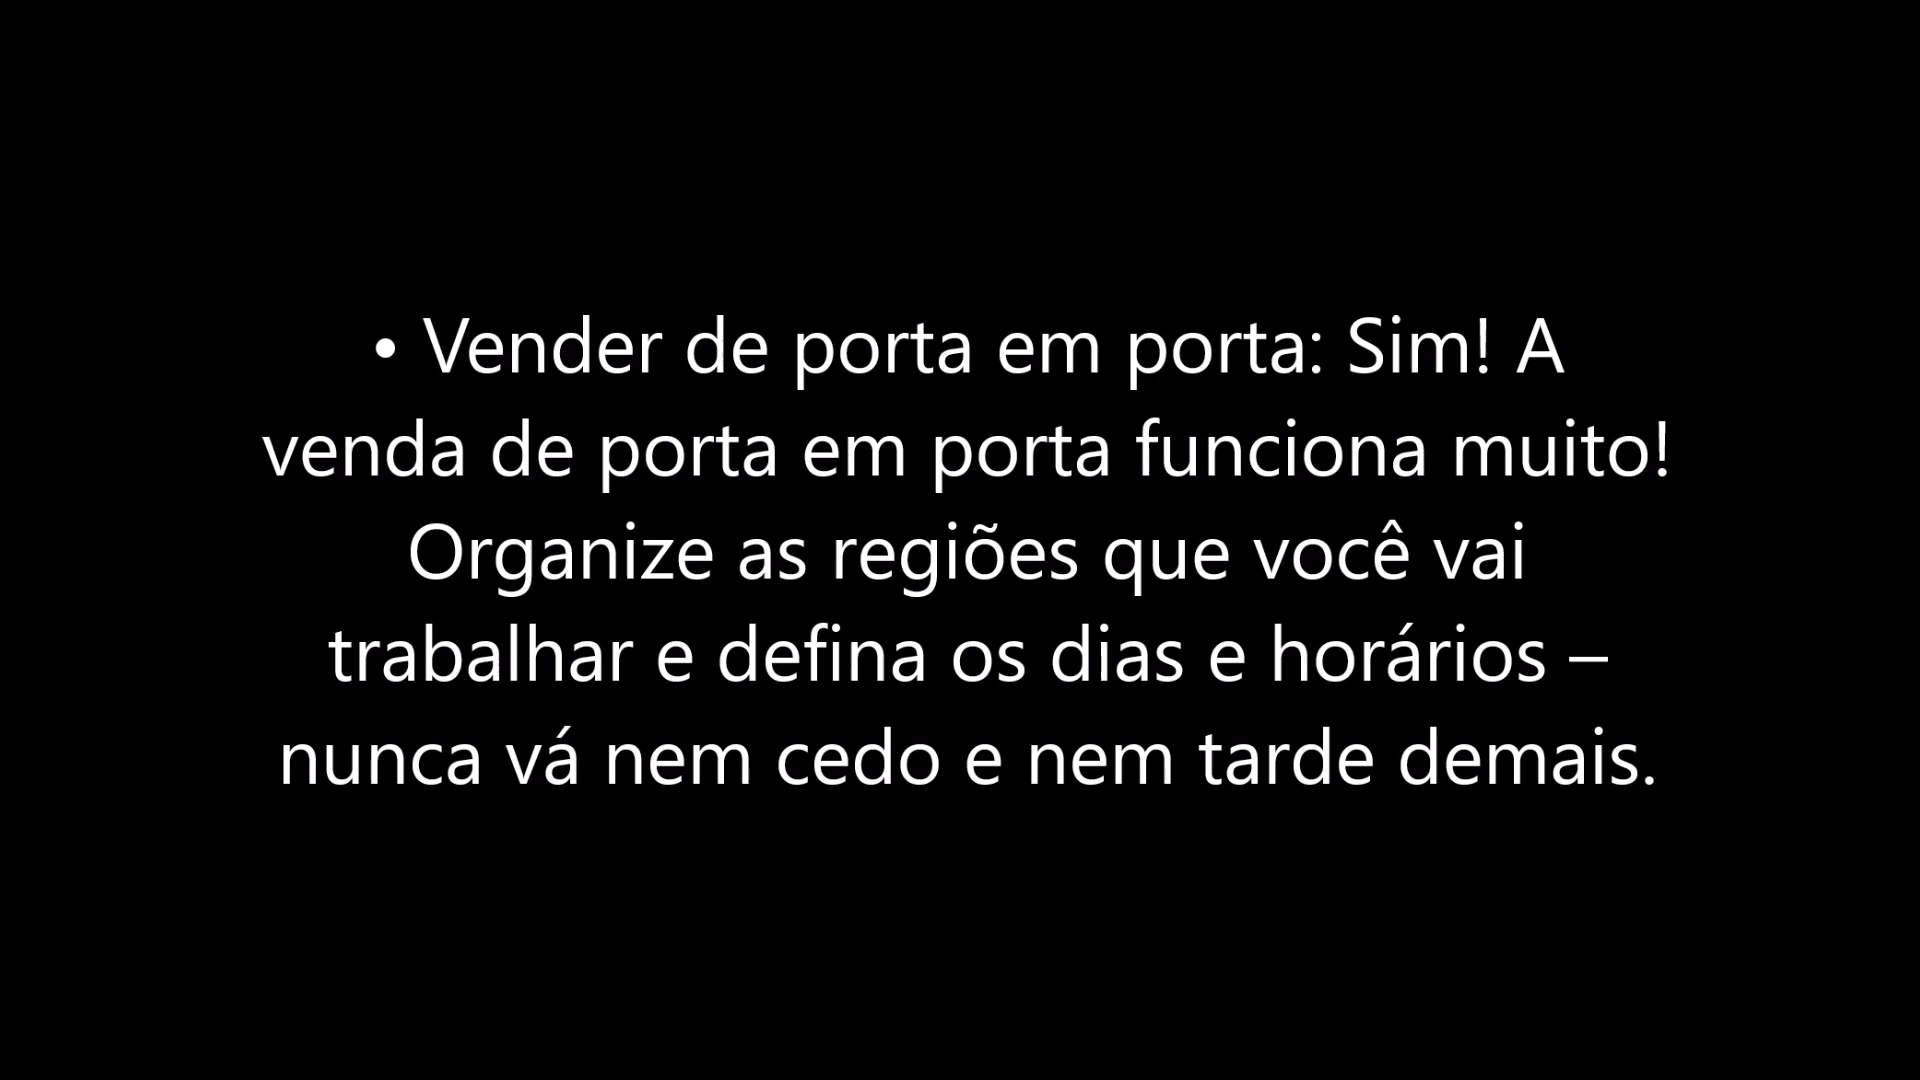 • Vender de porta em porta: Sim! A
venda de porta em porta funciona muito!
Organize as regiões que você vai
trabalhar e defina os dias e horários –
nunca vá nem cedo e nem tarde demais.